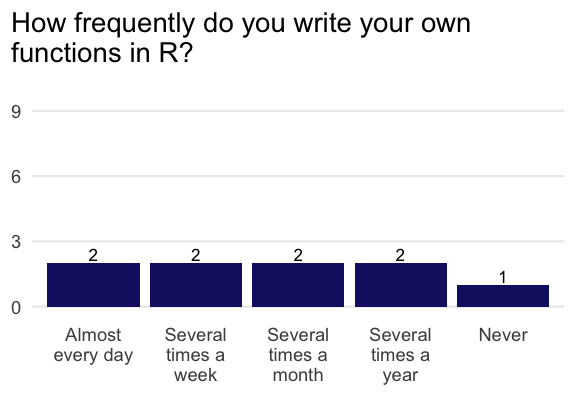 How frequently do you write your own
functions in R?
9
6
3
0
2
2
2
2
1
Almost
every day
Several
times a
week
Several
times a
month
Several
times a
year
Never